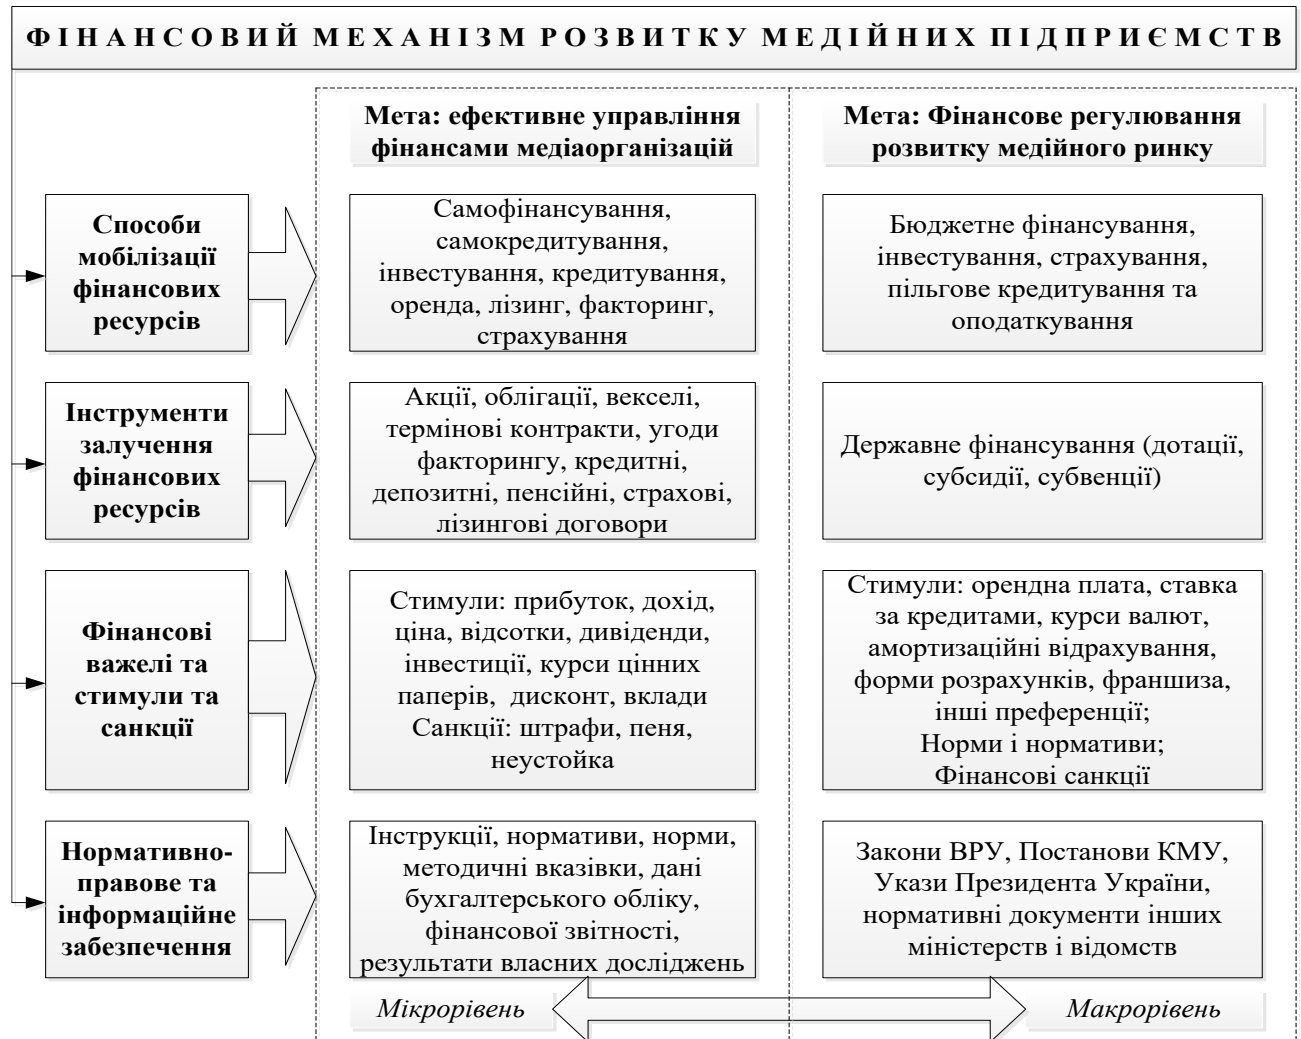 ФІНАНСОВИЙ МЕХАНІЗМ РОЗВИТКУ МЕДІЙНИХ ПІДПРИЄМСТВ
Мета: ефективне управління
фінансами медіаорганізацій
Мета: Фінансове регулювання
розвитку медійного ринку
Способи
мобілізації
фінансових
ресурсів
Самофінансування,
самокредитування,
інвестування, кредитування,
оренда, лізинг, факторинг,
страхування
Бюджетне фінансування,
інвестування, страхування,
пільгове кредитування та
оподаткування
Інструменти
залучення
фінансових
ресурсів
Акції, облігації, векселі,
термінові контракти, угоди
факторингу, кредитні,
депозитні, пенсійні, страхові,
лізингові договори
Державне фінансування (дотації,
субсидії, субвенції)
Фінансові
важелі та
стимули та
санкції
Стимули: прибуток, дохід,
ціна, відсотки, дивіденди,
інвестиції, курси цінних
паперів, дисконт, вклади
Санкції: штрафи, пеня,
неустойка
Стимули: орендна плата, ставка
за кредитами, курси валют,
амортизаційні відрахування,
форми розрахунків, франшиза,
інші преференції;
Норми і нормативи;
Фінансові санкції
Нормативно-
правове та
інформаційне
забезпечення
Інструкції, нормативи, норми,
методичні вказівки, дані
бухгалтерського обліку,
фінансової звітності,
результати власних досліджень
Закони ВРУ, Постанови КМУ,
Укази Президента України,
нормативні документи інших
міністерств і відомств
Мікрорівень
Макрорівень